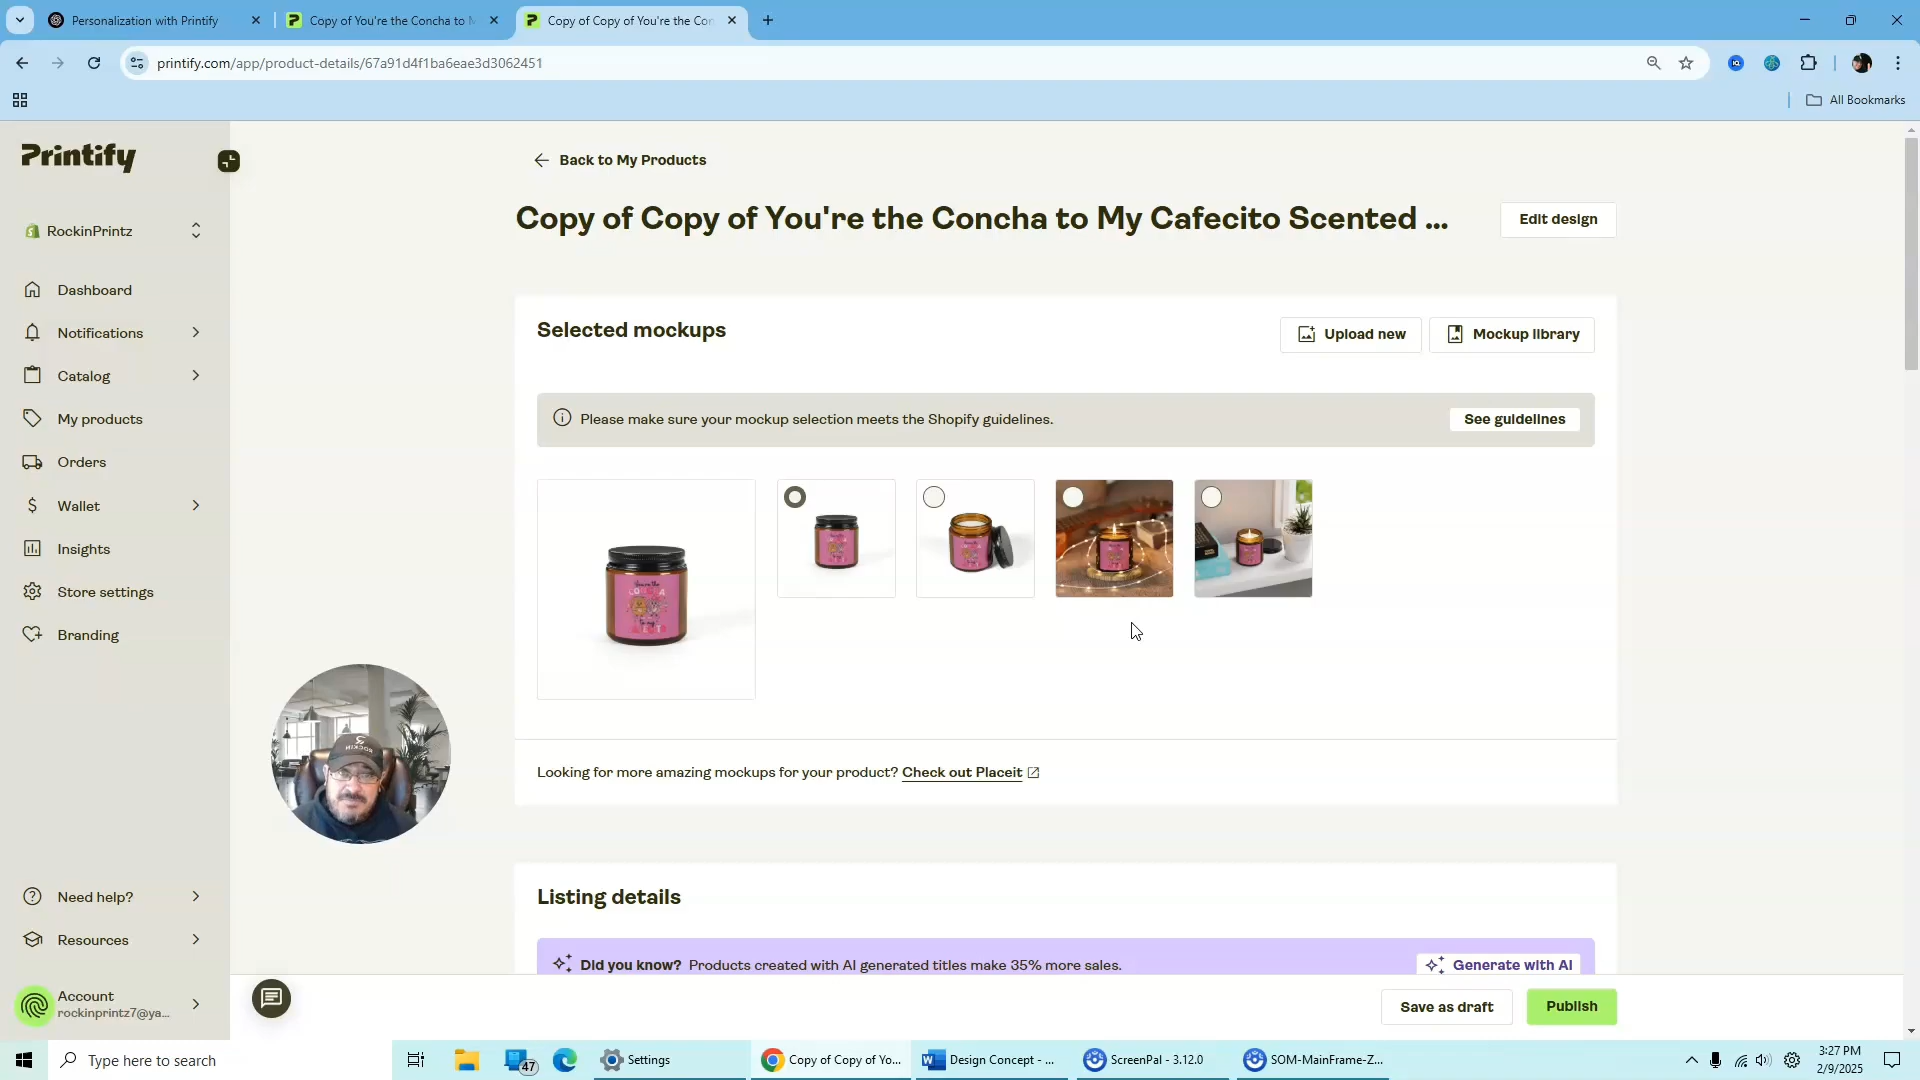 Personalization with Printify
Copy of You're the Concha to M
Copy of Copy of You're the Con
printify.com/app/product-details/67a91d4f1ba6eae3d3062451
All Bookmarks
Printify
RockinPrintz
Dashboard
Notifications
Catalog
My products
Orders
Wallet
Insights
Store settings
Branding
Need help?
Resources
Account
rockinprintz7@ya...
Back to My Products
Copy of Copy of You're the Concha to My Cafecito Scented ...
Edit design
Selected mockups
Upload new
Mockup library
Please make sure your mockup selection meets the Shopify guidelines.
See guidelines
You're the
CONCHA
to my
Looking for more amazing mockups for your product? Check out Placeit
Listing details
Did you know? Products created with AI generated titles make 35% more sales.
Generate with AI
Save as draft
Publish
Type here to search
47
Settings
Copy of Copy of Yo...
Design Concept - ...
ScreenPal - 3.12.0
SOM-MainFrame-Z...
3:27 PM
2/9/2025